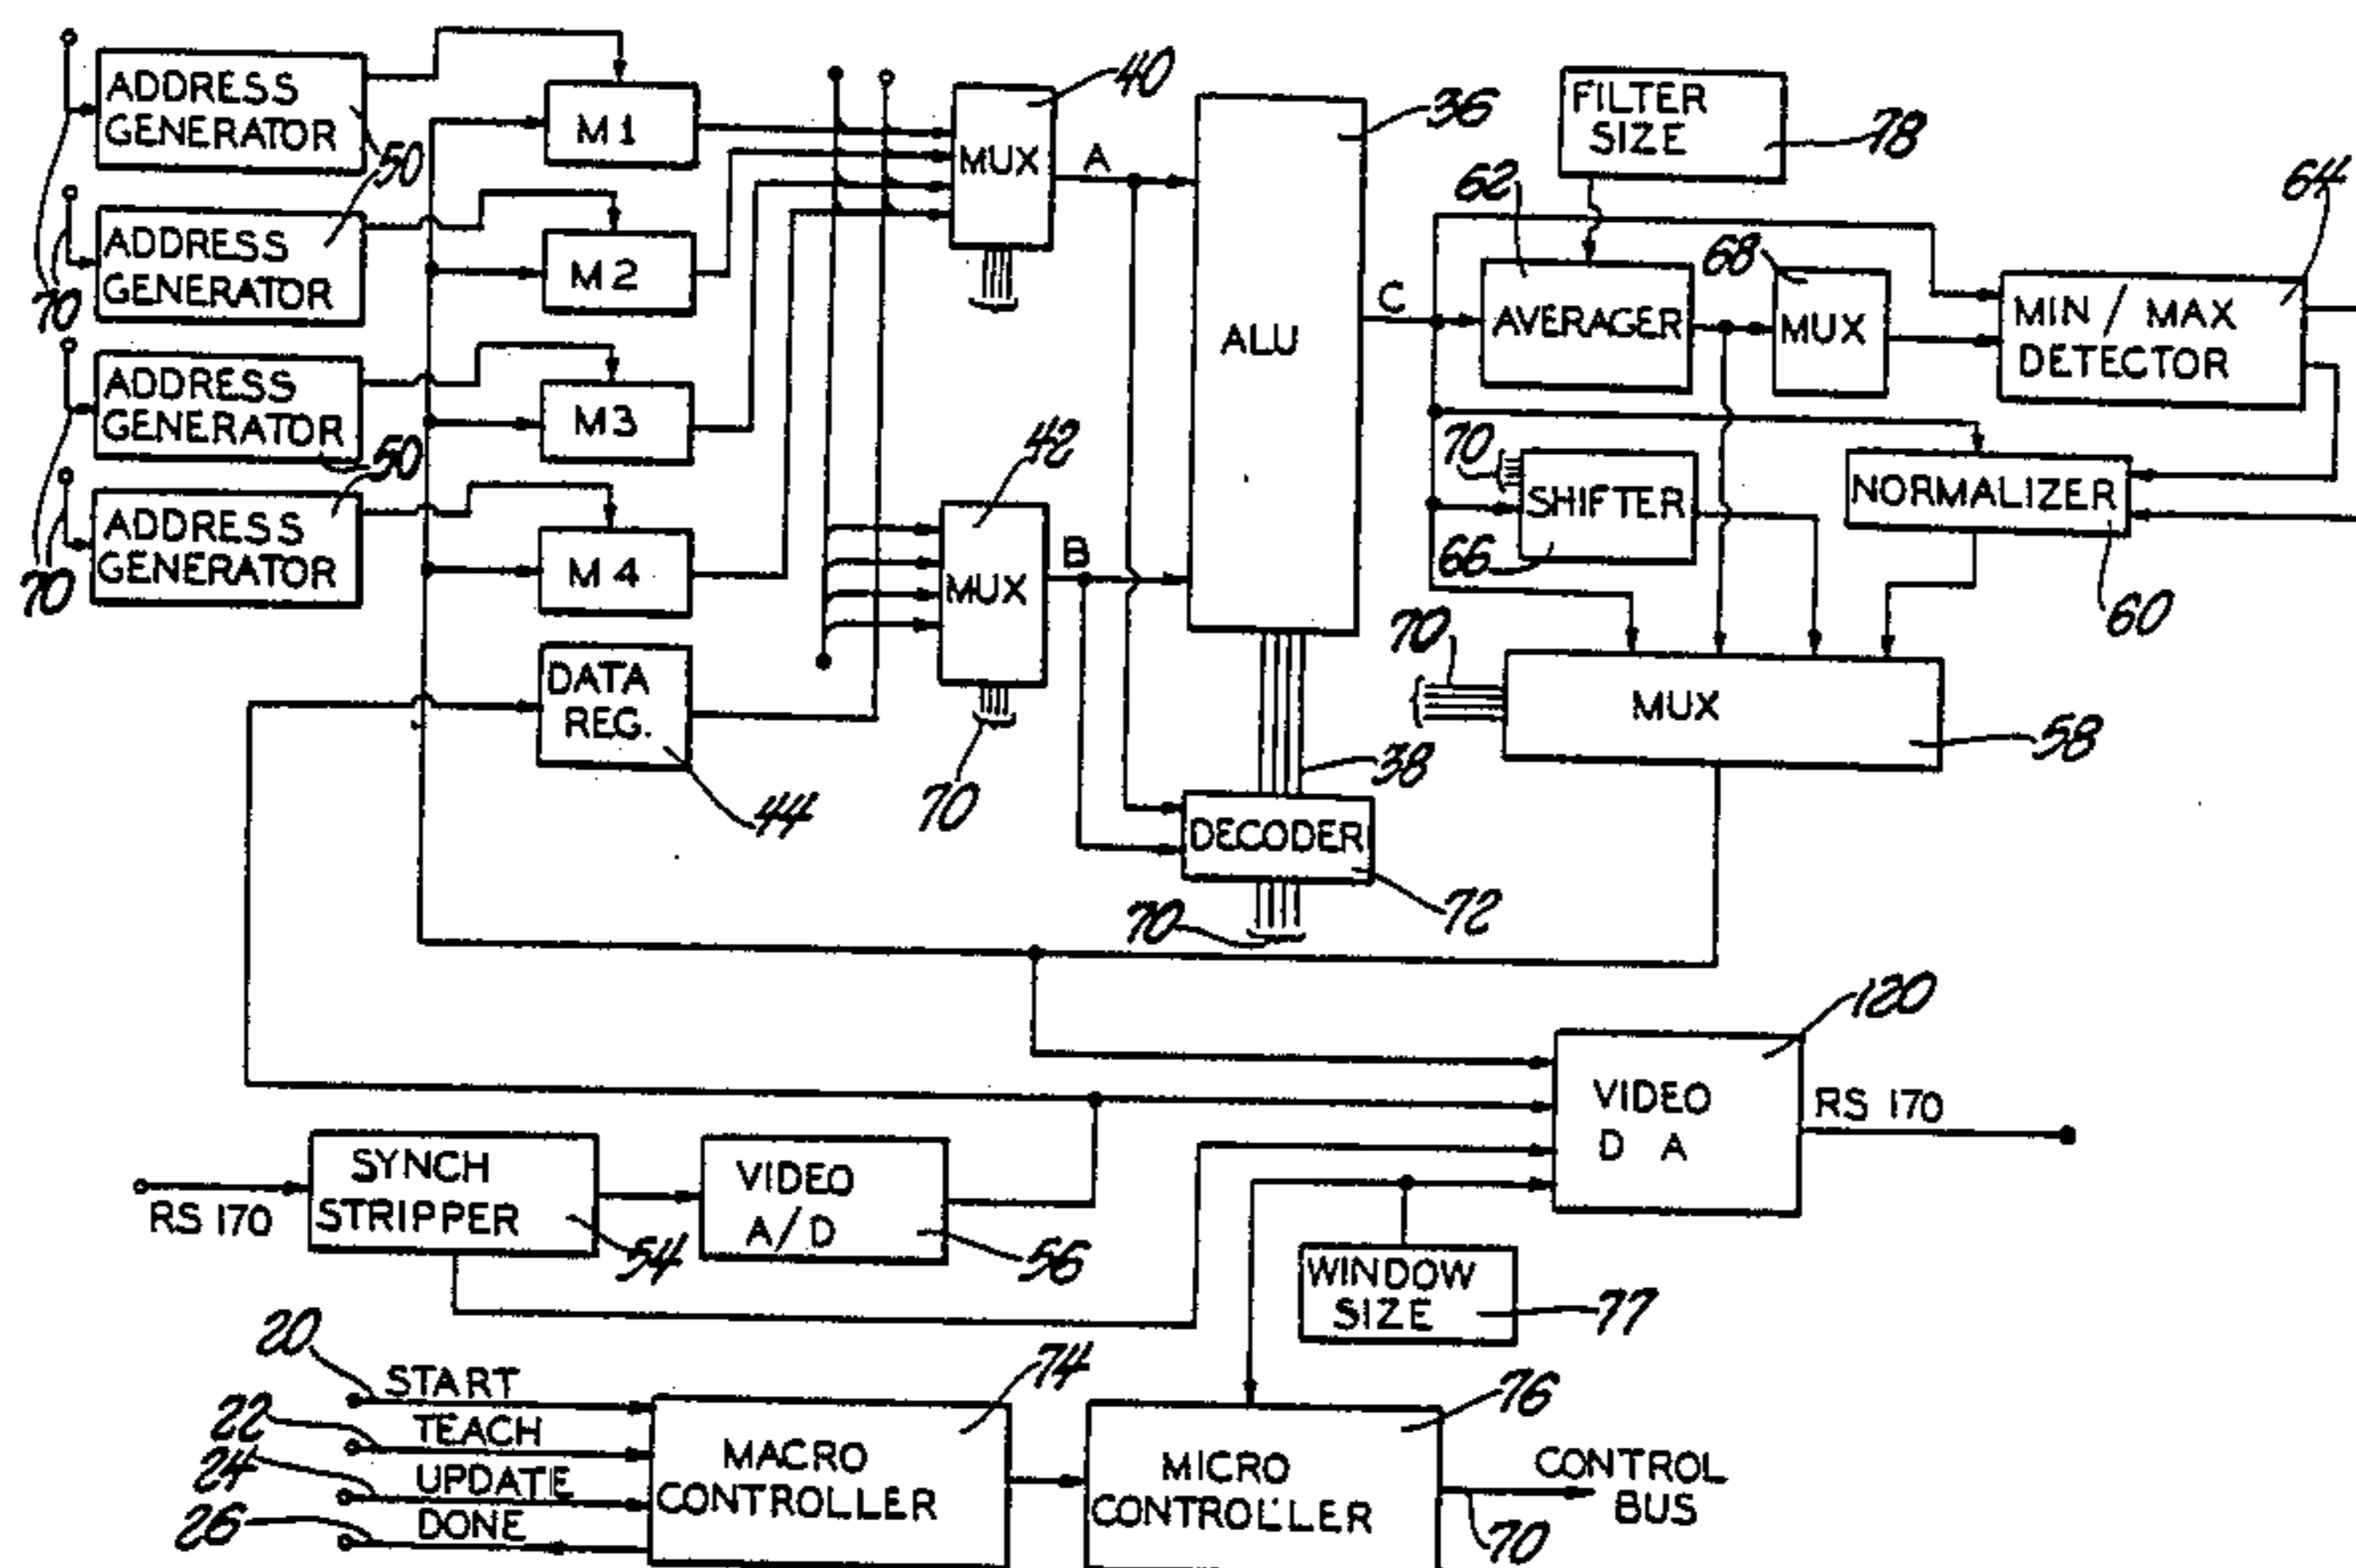 ADDRESS
GENERATOR
50
M1
40
MUX
A
36
FILTER
SIZE
78
62
64
ADDRESS
GENERATOR
70
M2
68
C
AVERAGER
MUX
MIN / MAX
DETECTOR
ALU
ADDRESS
GENERATOR
50
M3
42
70
SHIFTER
66
NORMALIZER
60
ADDRESS
GENERATOR
70
M4
MUX
B
70
MUX
58
DATA
REG.
44
70
38
DECODER
72
70
120
VIDEO
D A
RS 170
RS 170
SYNCH
STRIPPER
54
VIDEO
A/D
56
WINDOW
SIZE
77
20
START
22
TEACH
24
UPDATE
26
DONE
74
MACRO
CONTROLLER
76
MICRO
CONTROLLER
CONTROL
BUS
70